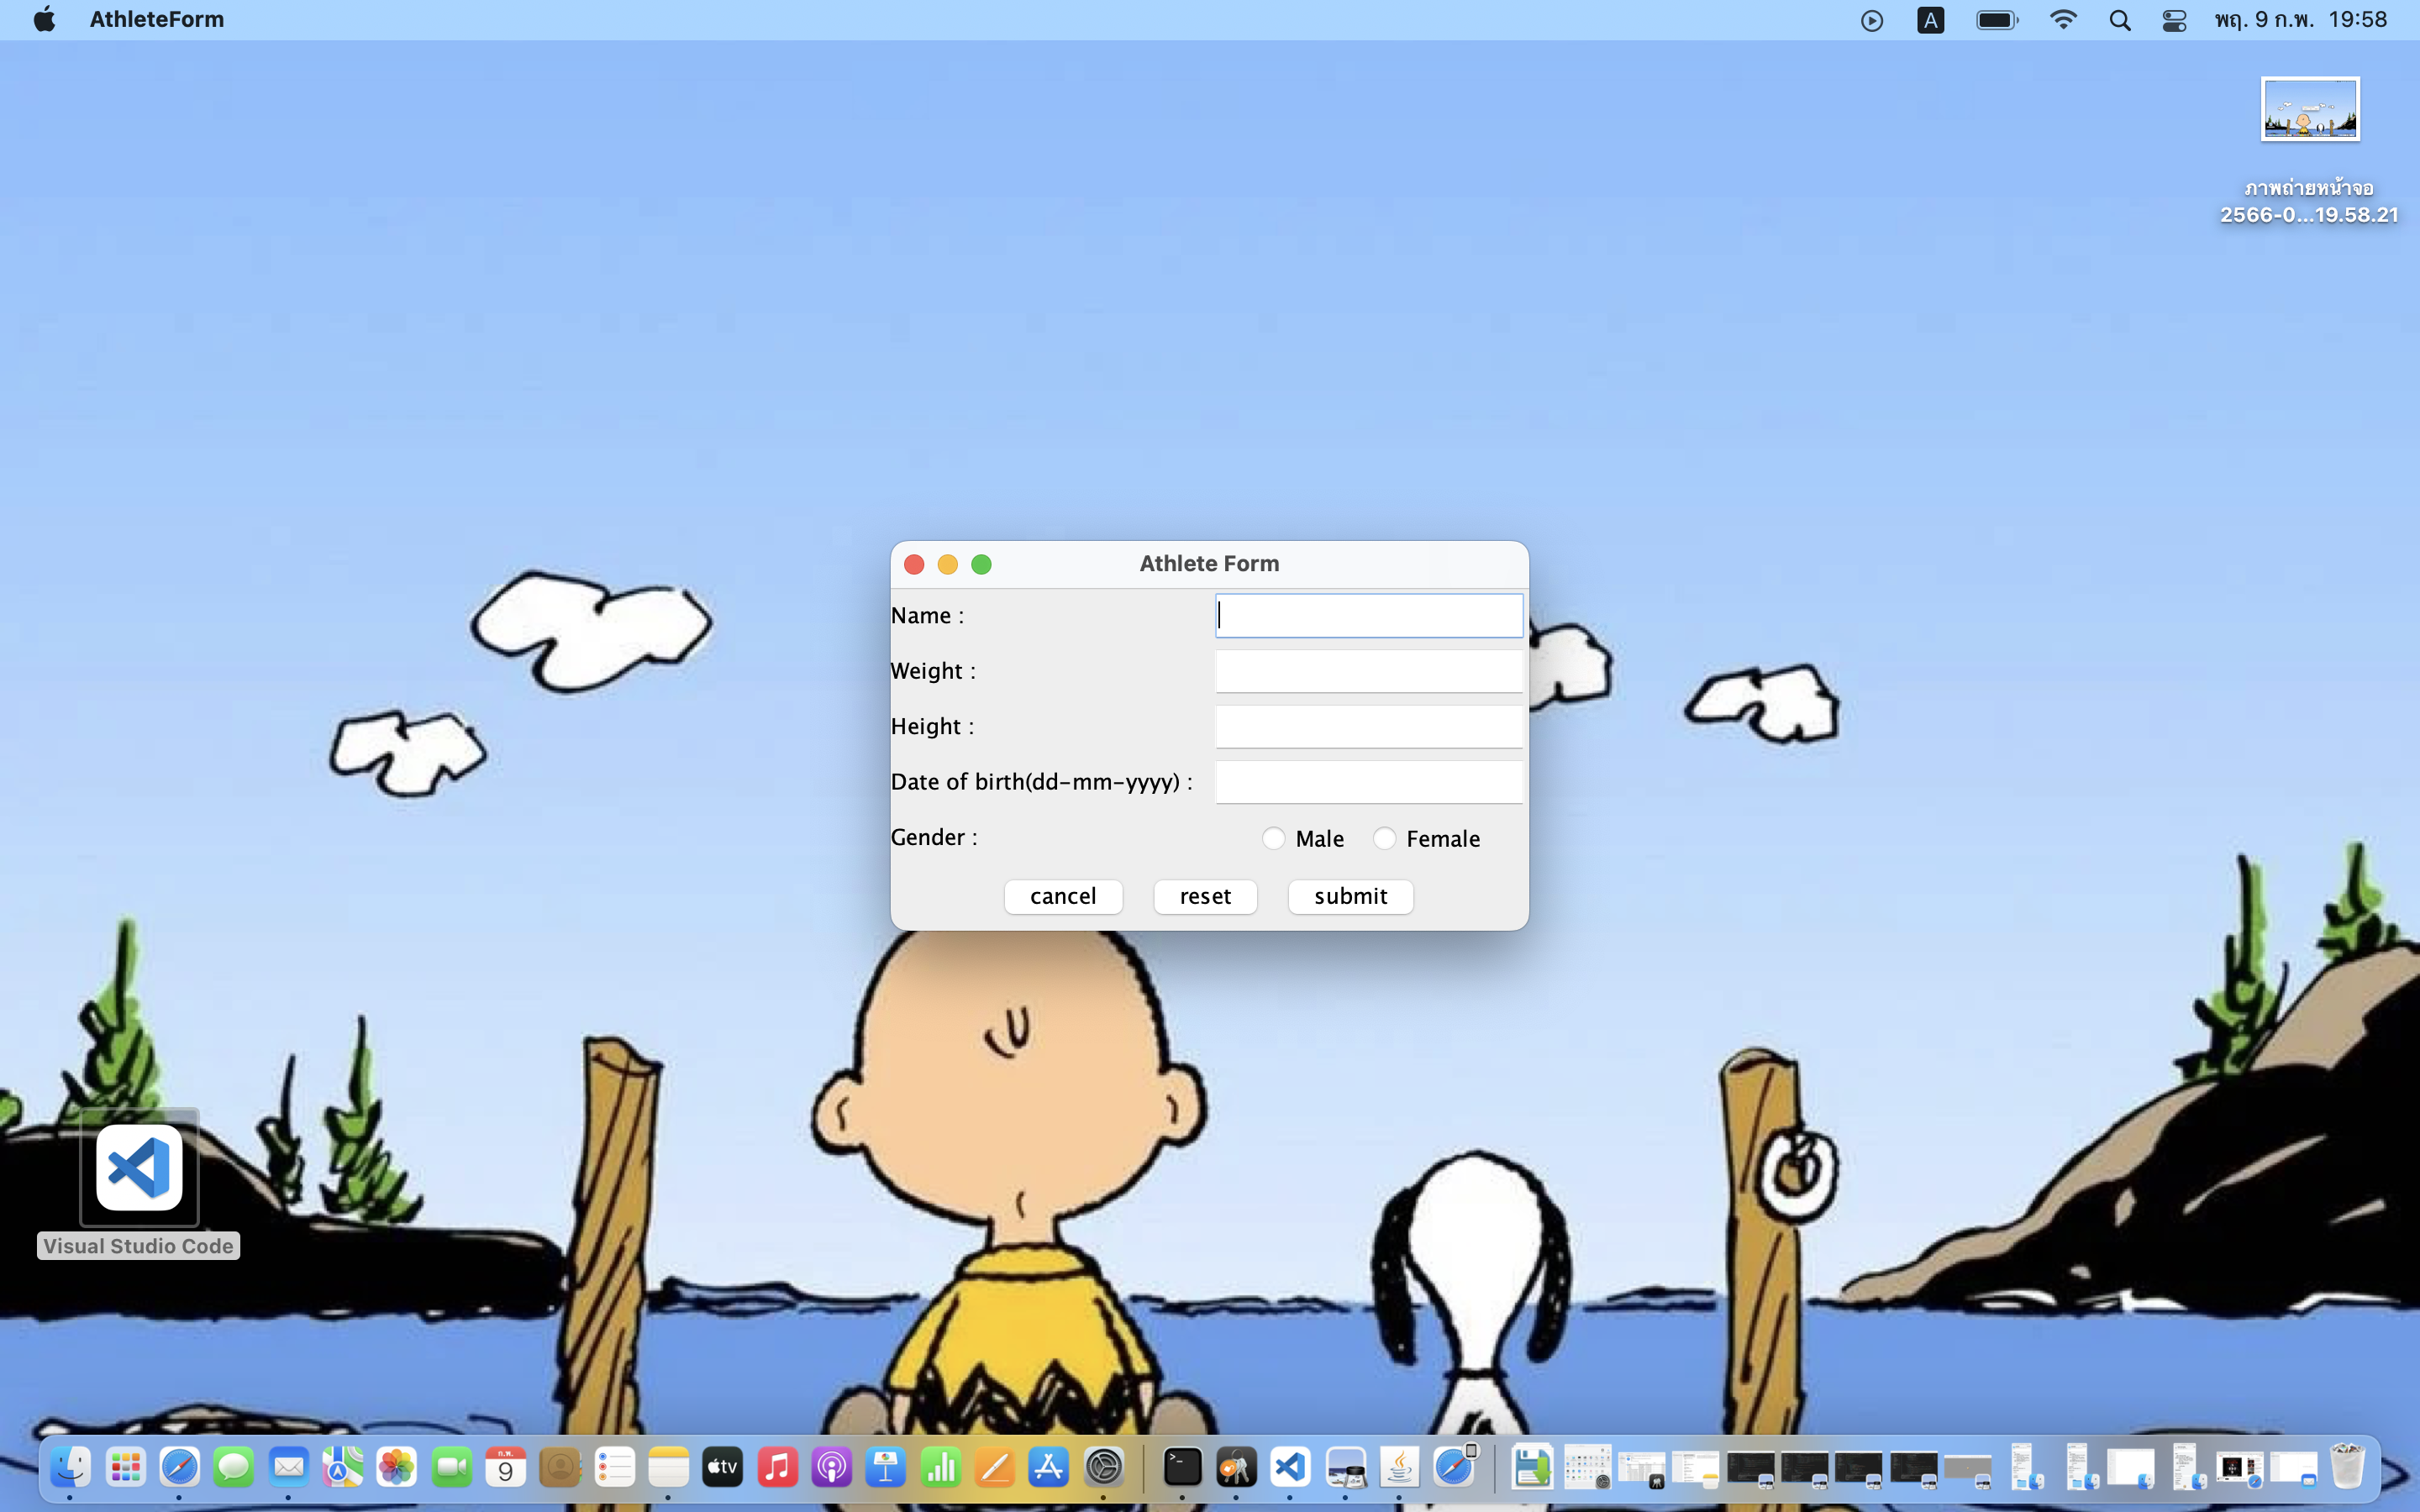 AthleteForm
A
พฤ. 9 ก.พ. 19:58
ภาพถ่ายหน้าจอ
2566-0...19.58.21
Athlete Form
Name :
Weight :
Height :
Date of birth(dd-mm-yyyy) :
Gender :
Male
Female
cancel
reset
submit
Visual Studio Code
ก.พ.
9
tv